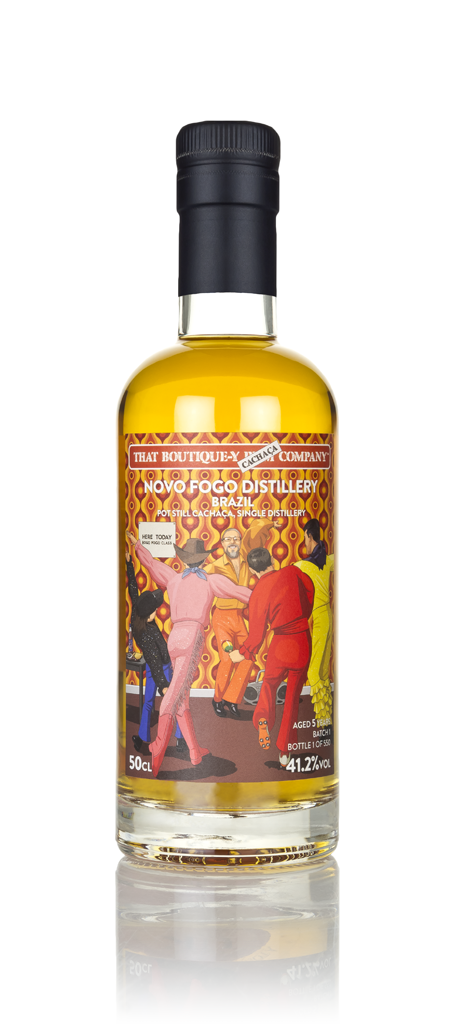 THAT BOUTIQUE-Y CACHAÇA COMPANY
NOVO FOGO DISTILLERY
BRAZIL
POT STILL CACHAÇA, SINGLE DISTILLERY
HERE TODAY
AGED 5
BATCH 1
BOTTLE 1 OF 550
50CL
41.2%VOL